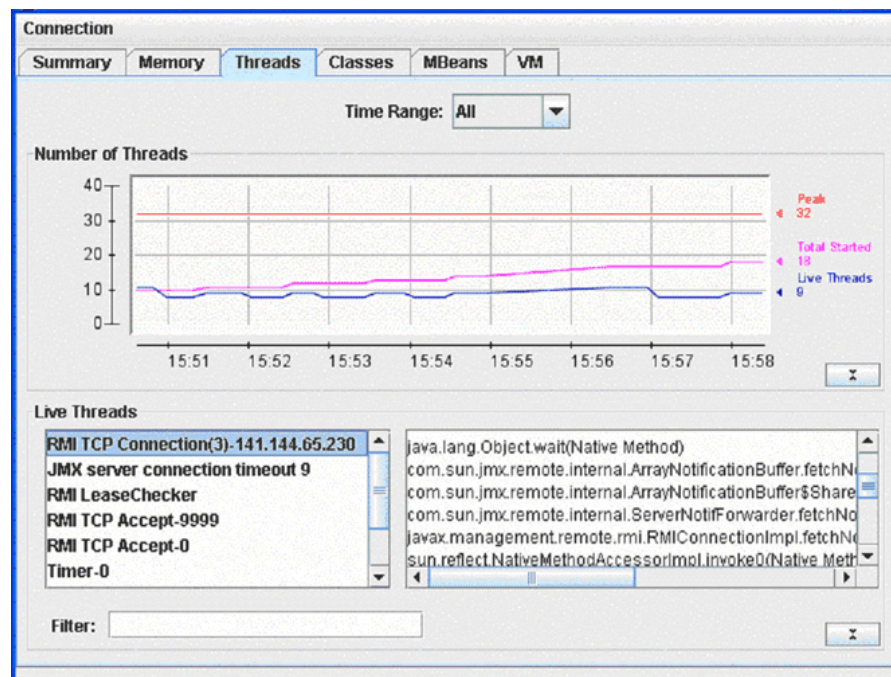 Connection
Summary Memory Threads Classes MBeans VM
Time Range: All
Number of Threads
40
30
20
10
0
Peak
32
Total Started
18
Live Threads
9
15:51 15:52 15:53 15:54 15:55 15:56 15:57 15:58
Live Threads
RMI TCP Connection(3)-141.144.65.230
JMX server connection timeout 9
RMI LeaseChecker
RMI TCP Accept-9999
RMI TCP Accept-0
Timer-0
java.lang.Object.wait(Native Method)
com.sun.jmx.remote.internal.ArrayNotificationBuffer.fetchN
com.sun.jmx.remote.internal.ArrayNotificationBuffer$Share
com.sun.jmx.remote.internal.ServerNotifForwarder.fetchNo
javax.management.remote.rmi.RMIConnectionImpl.fetchN
sun.reflect.NativeMethodAccessorImpl.invoke0(Native Meth
Filter: